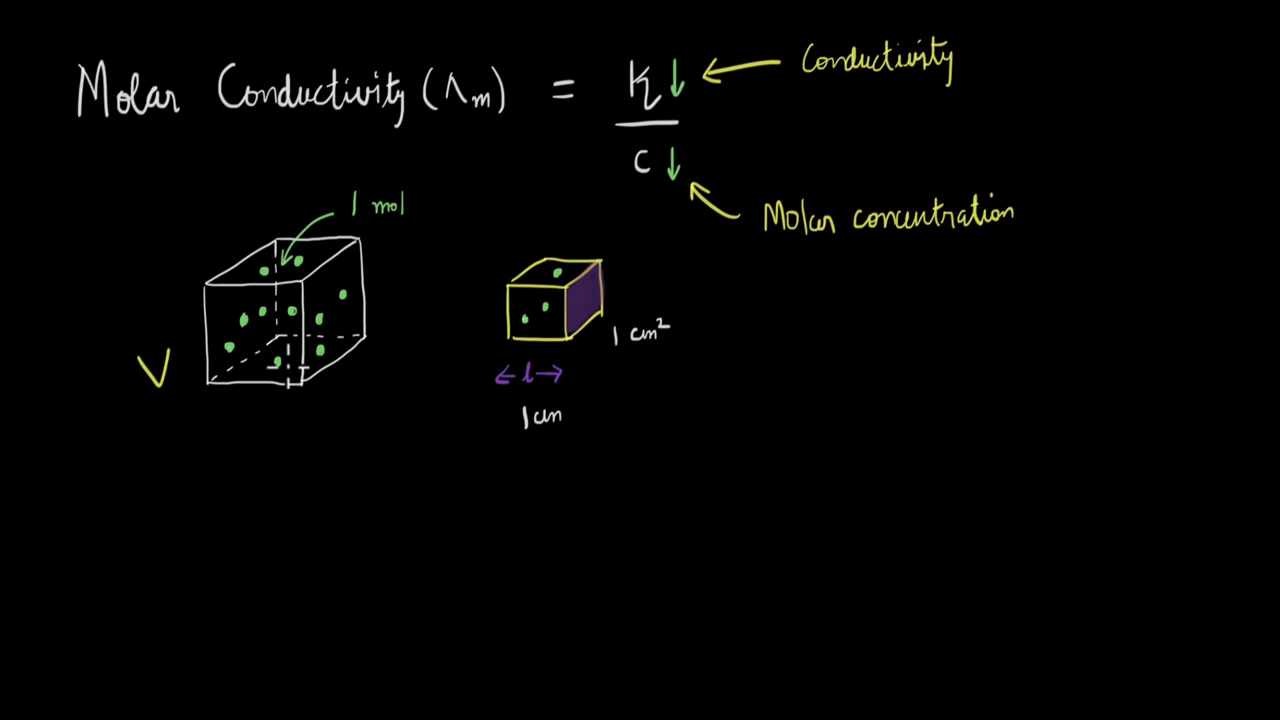 Molar Conductivity (Λm) = K ↓ ← Conductivity
C ↓
Molar concentration
1 mol
V
1 cm²
← l →
1 cm